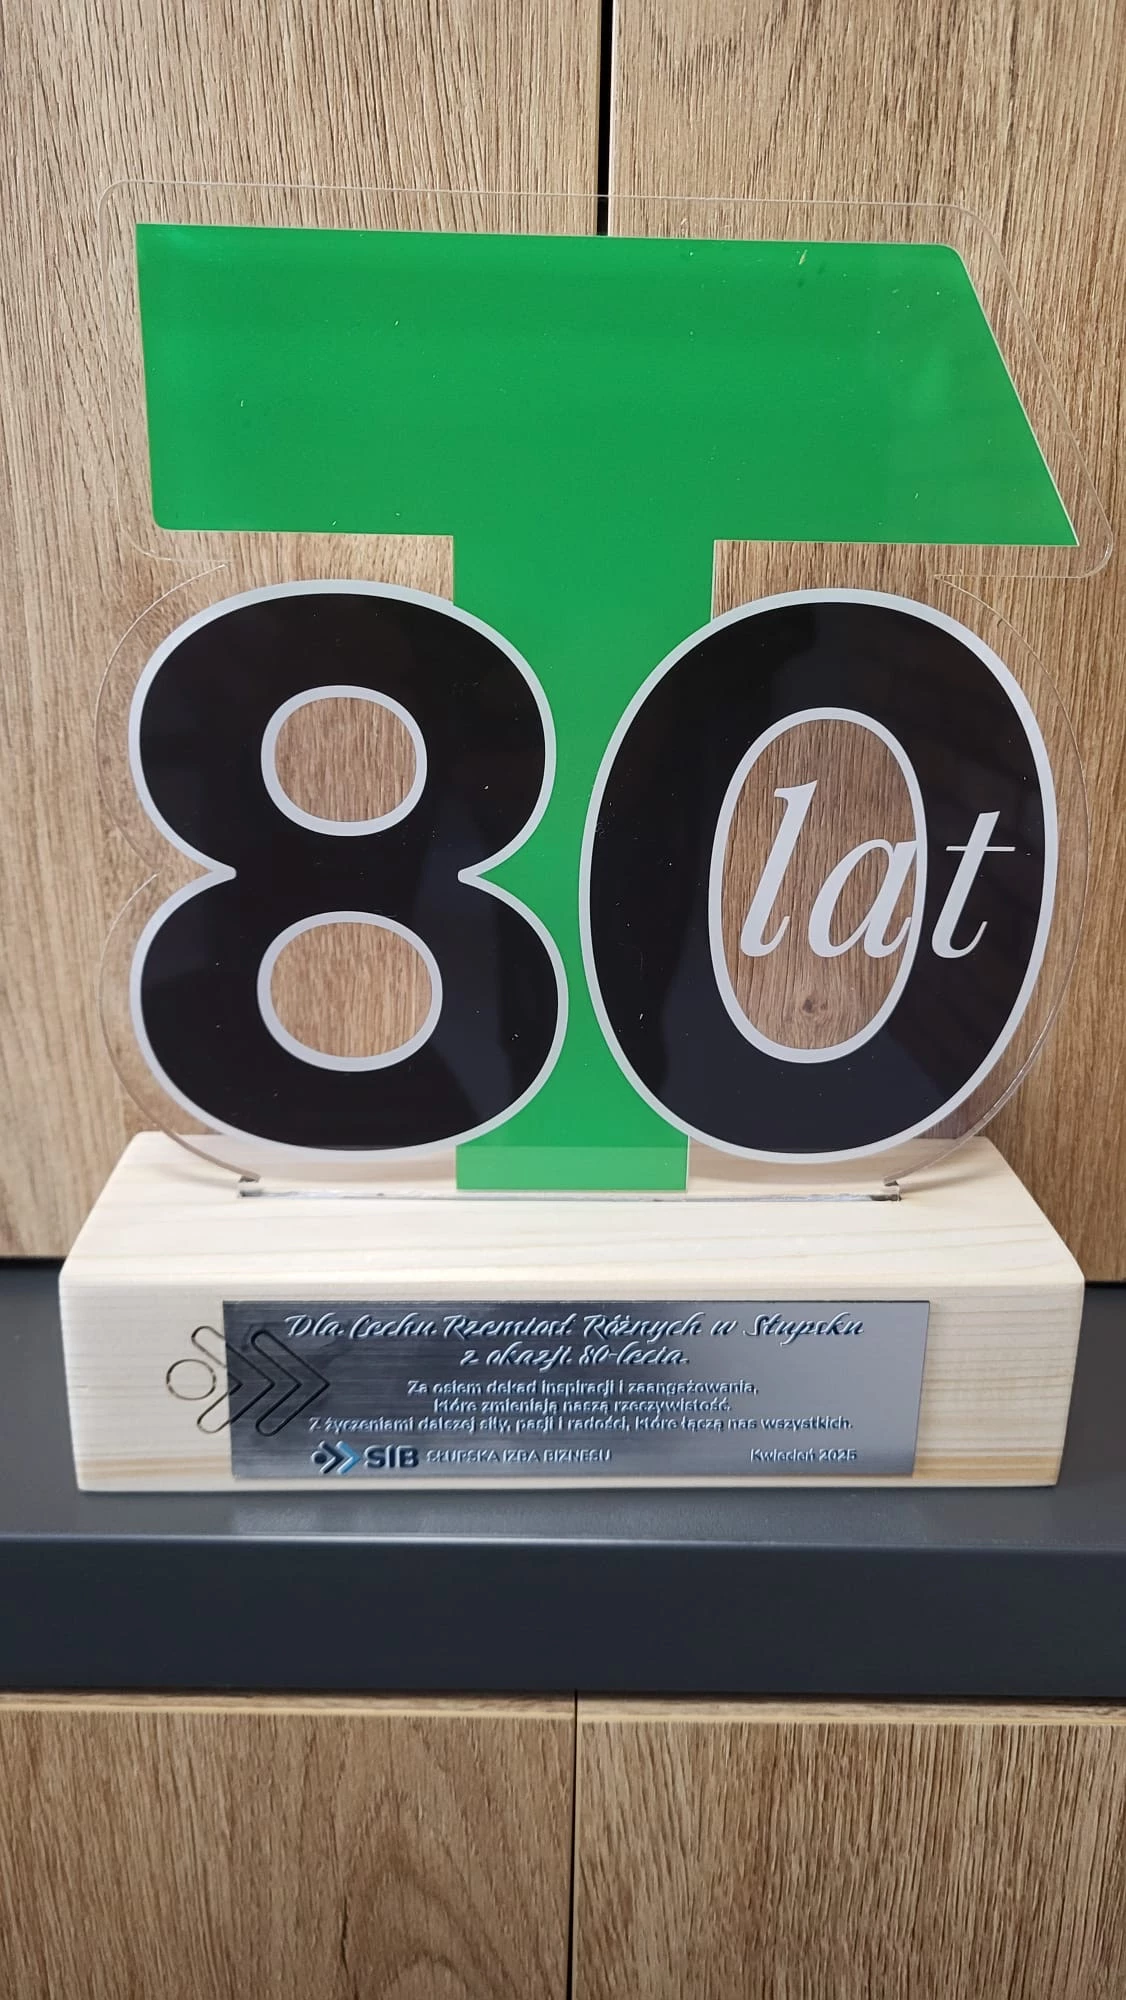 80 lat
Dla Cechu Rzemiosł Różnych w Słupsku
z okazji 80-lecia.
Za osiem dekad inspiracji i zaangażowania,
które zmieniają naszą rzeczywistość.
Z życzeniami dalszej siły, pasji i radości, które łączą nas wszystkich.
SIB SŁUPSKA IZBA BIZNESU Kwiecień 2025